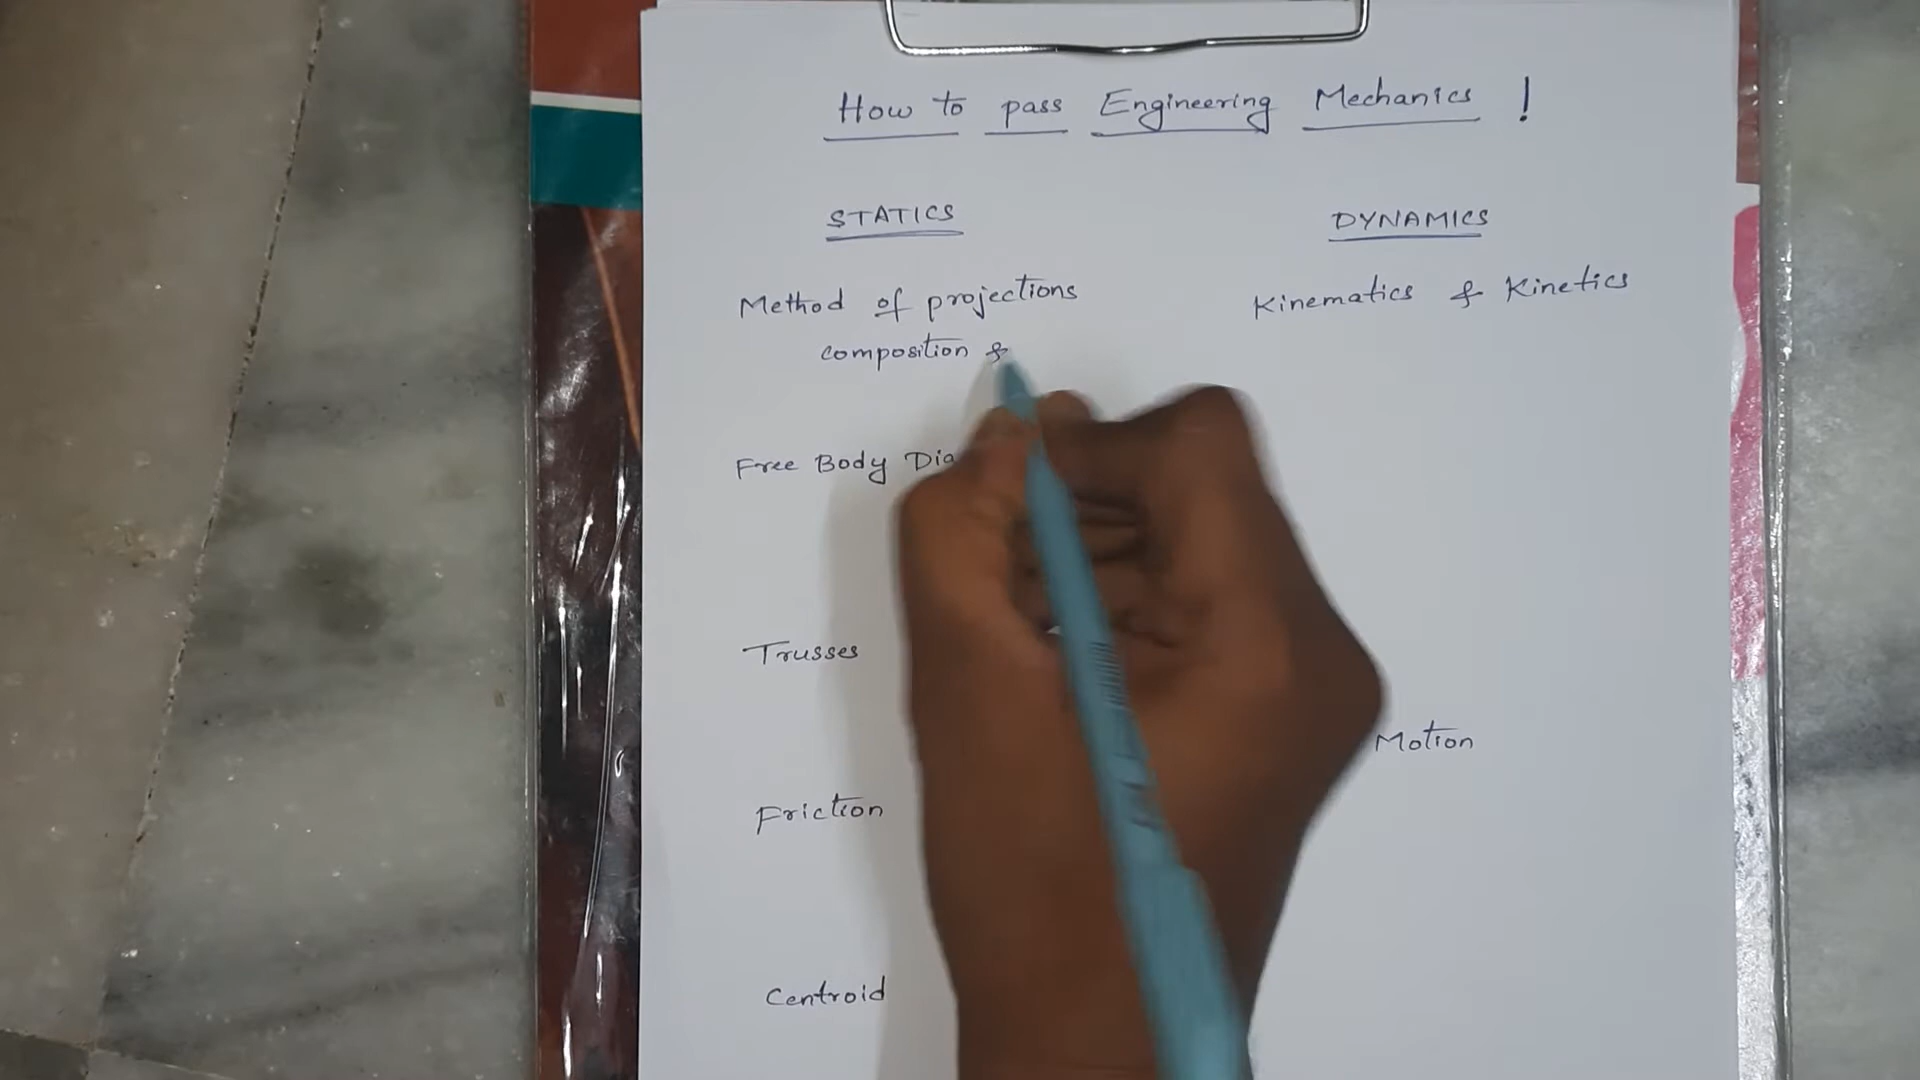 How to pass Engineering Mechanics !
STATICS
Method of projections
composition &
Free Body Dia
Trusses
Friction
Centroid
DYNAMICS
Kinematics & Kinetics
Motion